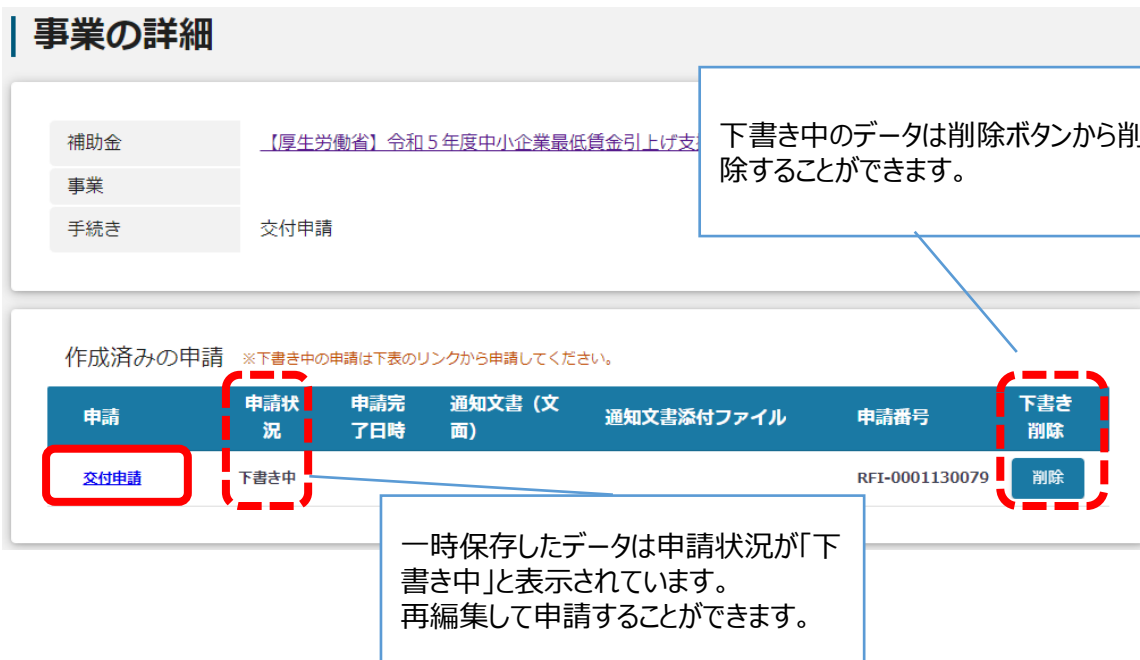 事業の詳細
補助金
【厚生労働省】令和5年度中小企業最低賃金引上げ支
事業
手続き
交付申請
下書き中のデータは削除ボタンから削
除することができます。
作成済みの申請 ※下書き中の申請は下表のリンクから申請してください。
申請
申請状
況
申請完
了日時
通知文書(文
面)
通知文書添付ファイル
申請番号
下書き
削除
交付申請
下書き中
RFI-0001130079
削除
一時保存したデータは申請状況が「下
書き中」と表示されています。
再編集して申請することができます。